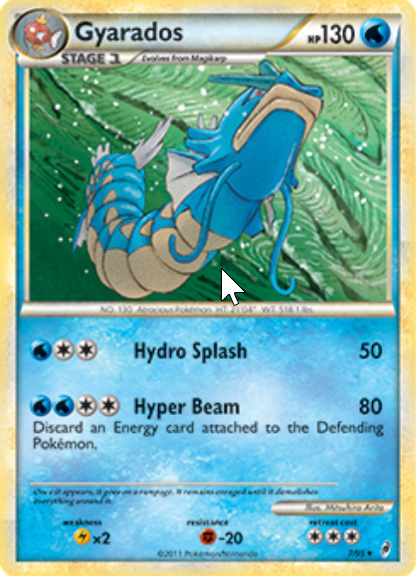 Gyarados HP 130
STAGE 1 Evolves from Magikarp
NO. 130 Atrocious Pokémon HT: 21'04" WT: 518.1 lbs.
Hydro Splash 50
Hyper Beam 80
Discard an Energy card attached to the Defending
Pokémon.
Once it appears, it goes on a rampage. It remains enraged until it demolishes
everything around it.
Illus. Mitsuhiro Arita
weakness resistance retreat cost
x2 -20
©2011 Pokémon/Nintendo 7/95 ★